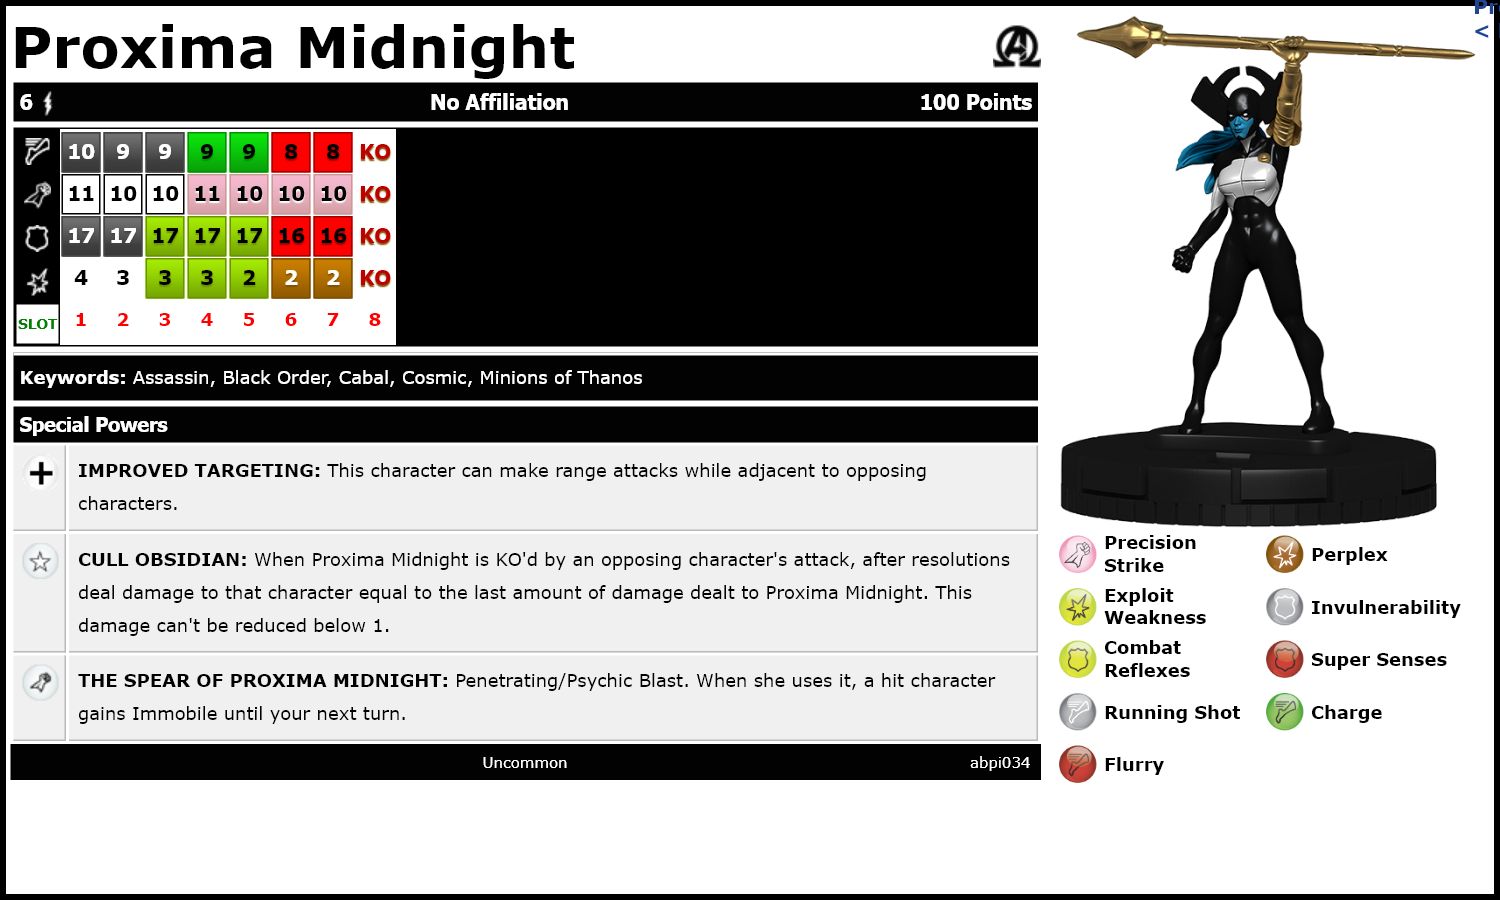 Proxima Midnight
6 No Affiliation 100 Points
10 9 9 9 9 8 8 KO
11 10 10 11 10 10 10 KO
17 17 17 17 17 16 16 KO
4 3 3 3 2 2 2 KO
SLOT 1 2 3 4 5 6 7 8
Keywords: Assassin, Black Order, Cabal, Cosmic, Minions of Thanos
Special Powers
IMPROVED TARGETING: This character can make range attacks while adjacent to opposing
characters.
CULL OBSIDIAN: When Proxima Midnight is KO'd by an opposing character's attack, after resolutions
deal damage to that character equal to the last amount of damage dealt to Proxima Midnight. This
damage can't be reduced below 1.
THE SPEAR OF PROXIMA MIDNIGHT: Penetrating/Psychic Blast. When she uses it, a hit character
gains Immobile until your next turn.
Uncommon abpi034
<
Precision
Strike
Perplex
Exploit
Weakness
Invulnerability
Combat
Reflexes
Super Senses
Running Shot
Charge
Flurry